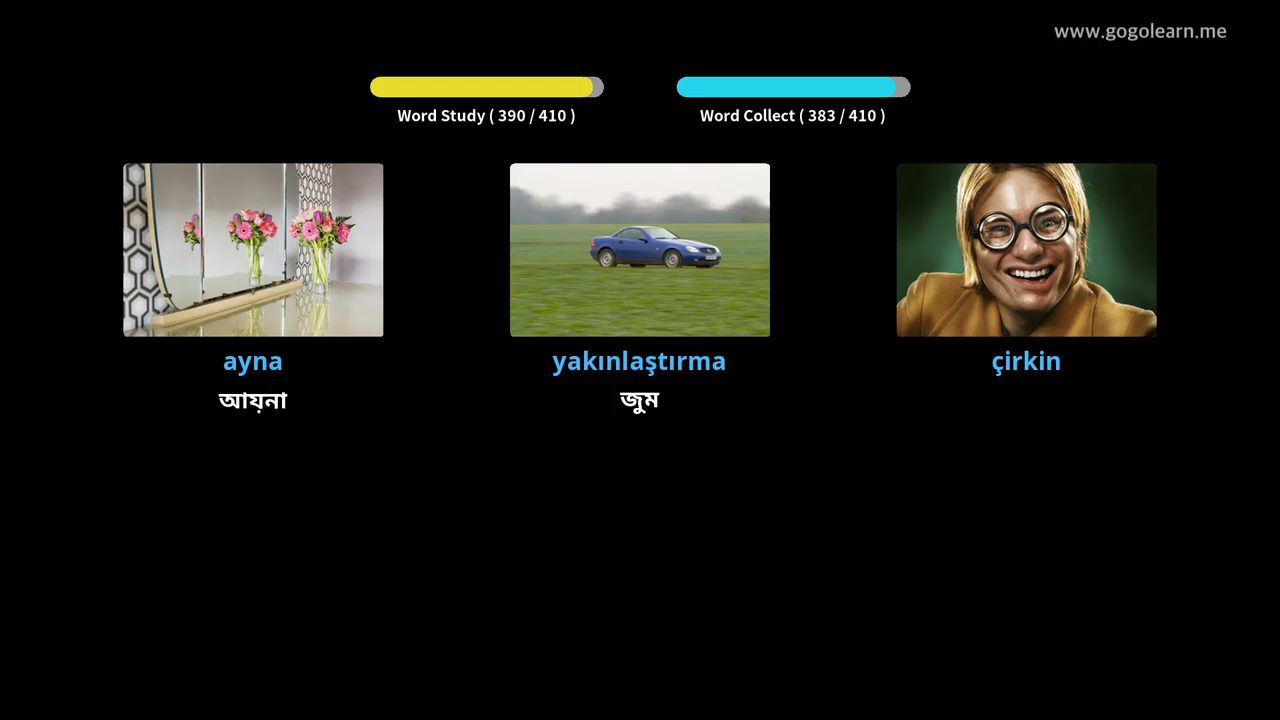 www.gogolearn.me
Word Study ( 390 / 410 )
Word Collect ( 383 / 410 )
ayna
yakınlaştırma
çirkin
আয়না
জুম